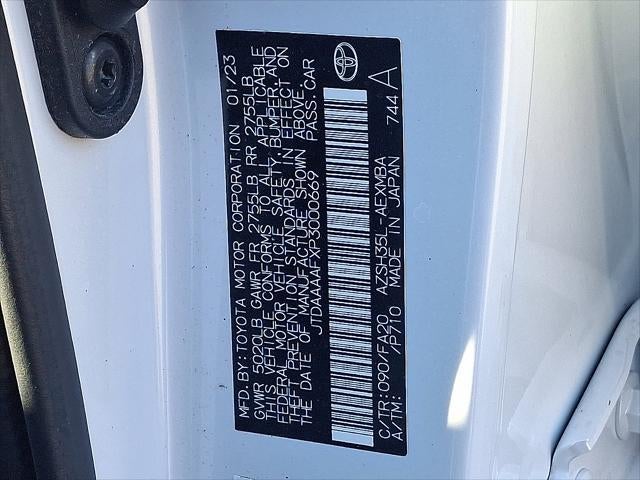 MFD.BY:TOYOTA MOTOR CORPORATION 01/23
GVWR 5020LB GAWR FR 2755LB RR 2755LB
THIS VEHICLE CONFORMS TO ALL APPLICABLE
FEDERAL MOTOR VEHICLE SAFETY, BUMPER, AND
THEFT PREVENTION STANDARDS IN EFFECT ON
THE DATE OF MANUFACTURE SHOWN ABOVE.
JTDAAAAFXP3000669 PASS.CAR
C/TR:090/FA20 AZSH35L-AEXMBA 744 A
A/TM: /P710 MADE IN JAPAN